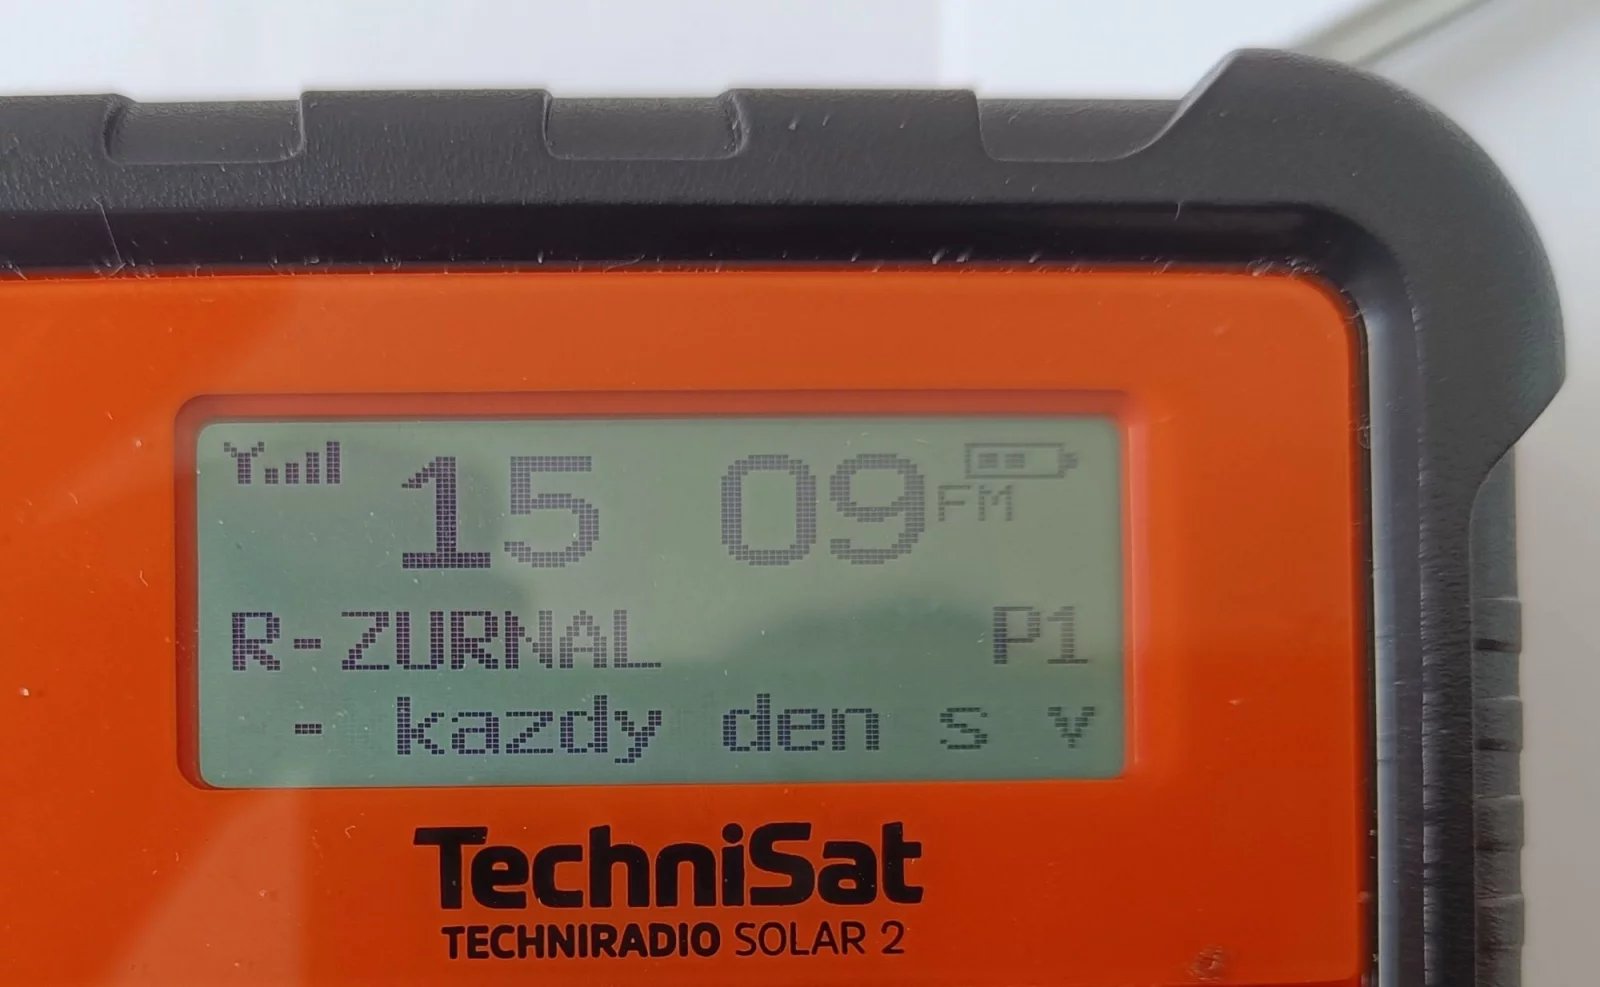 15 09
FM
R-ZURNAL P1
- kazdy den s v
TechniSat
TECHNIRADIO SOLAR 2